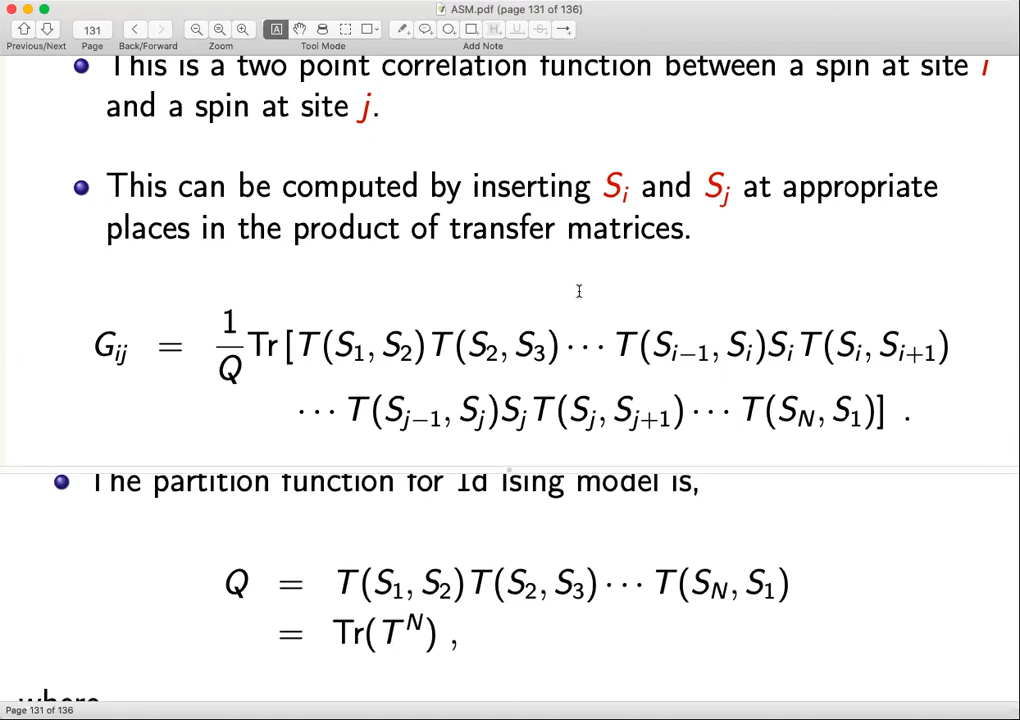 ASM.pdf (page 131 of 136)
131
Previous/Next Page Back/Forward Zoom Tool Mode Add Note
This is a two point correlation function between a spin at site i
and a spin at site j.
This can be computed by inserting S_i and S_j at appropriate
places in the product of transfer matrices.
G_{ij} = \frac{1}{Q} Tr [T(S_1, S_2)T(S_2, S_3) ⋯ T(S_{i−1}, S_i)S_i T(S_i, S_{i+1})
⋯ T(S_{j−1}, S_j)S_j T(S_j, S_{j+1}) ⋯ T(S_N, S_1)] .
The partition function for 1d Ising model is,
Q = T(S_1, S_2)T(S_2, S_3) ⋯ T(S_N, S_1)
= Tr(T^N) ,
where
Page 131 of 136